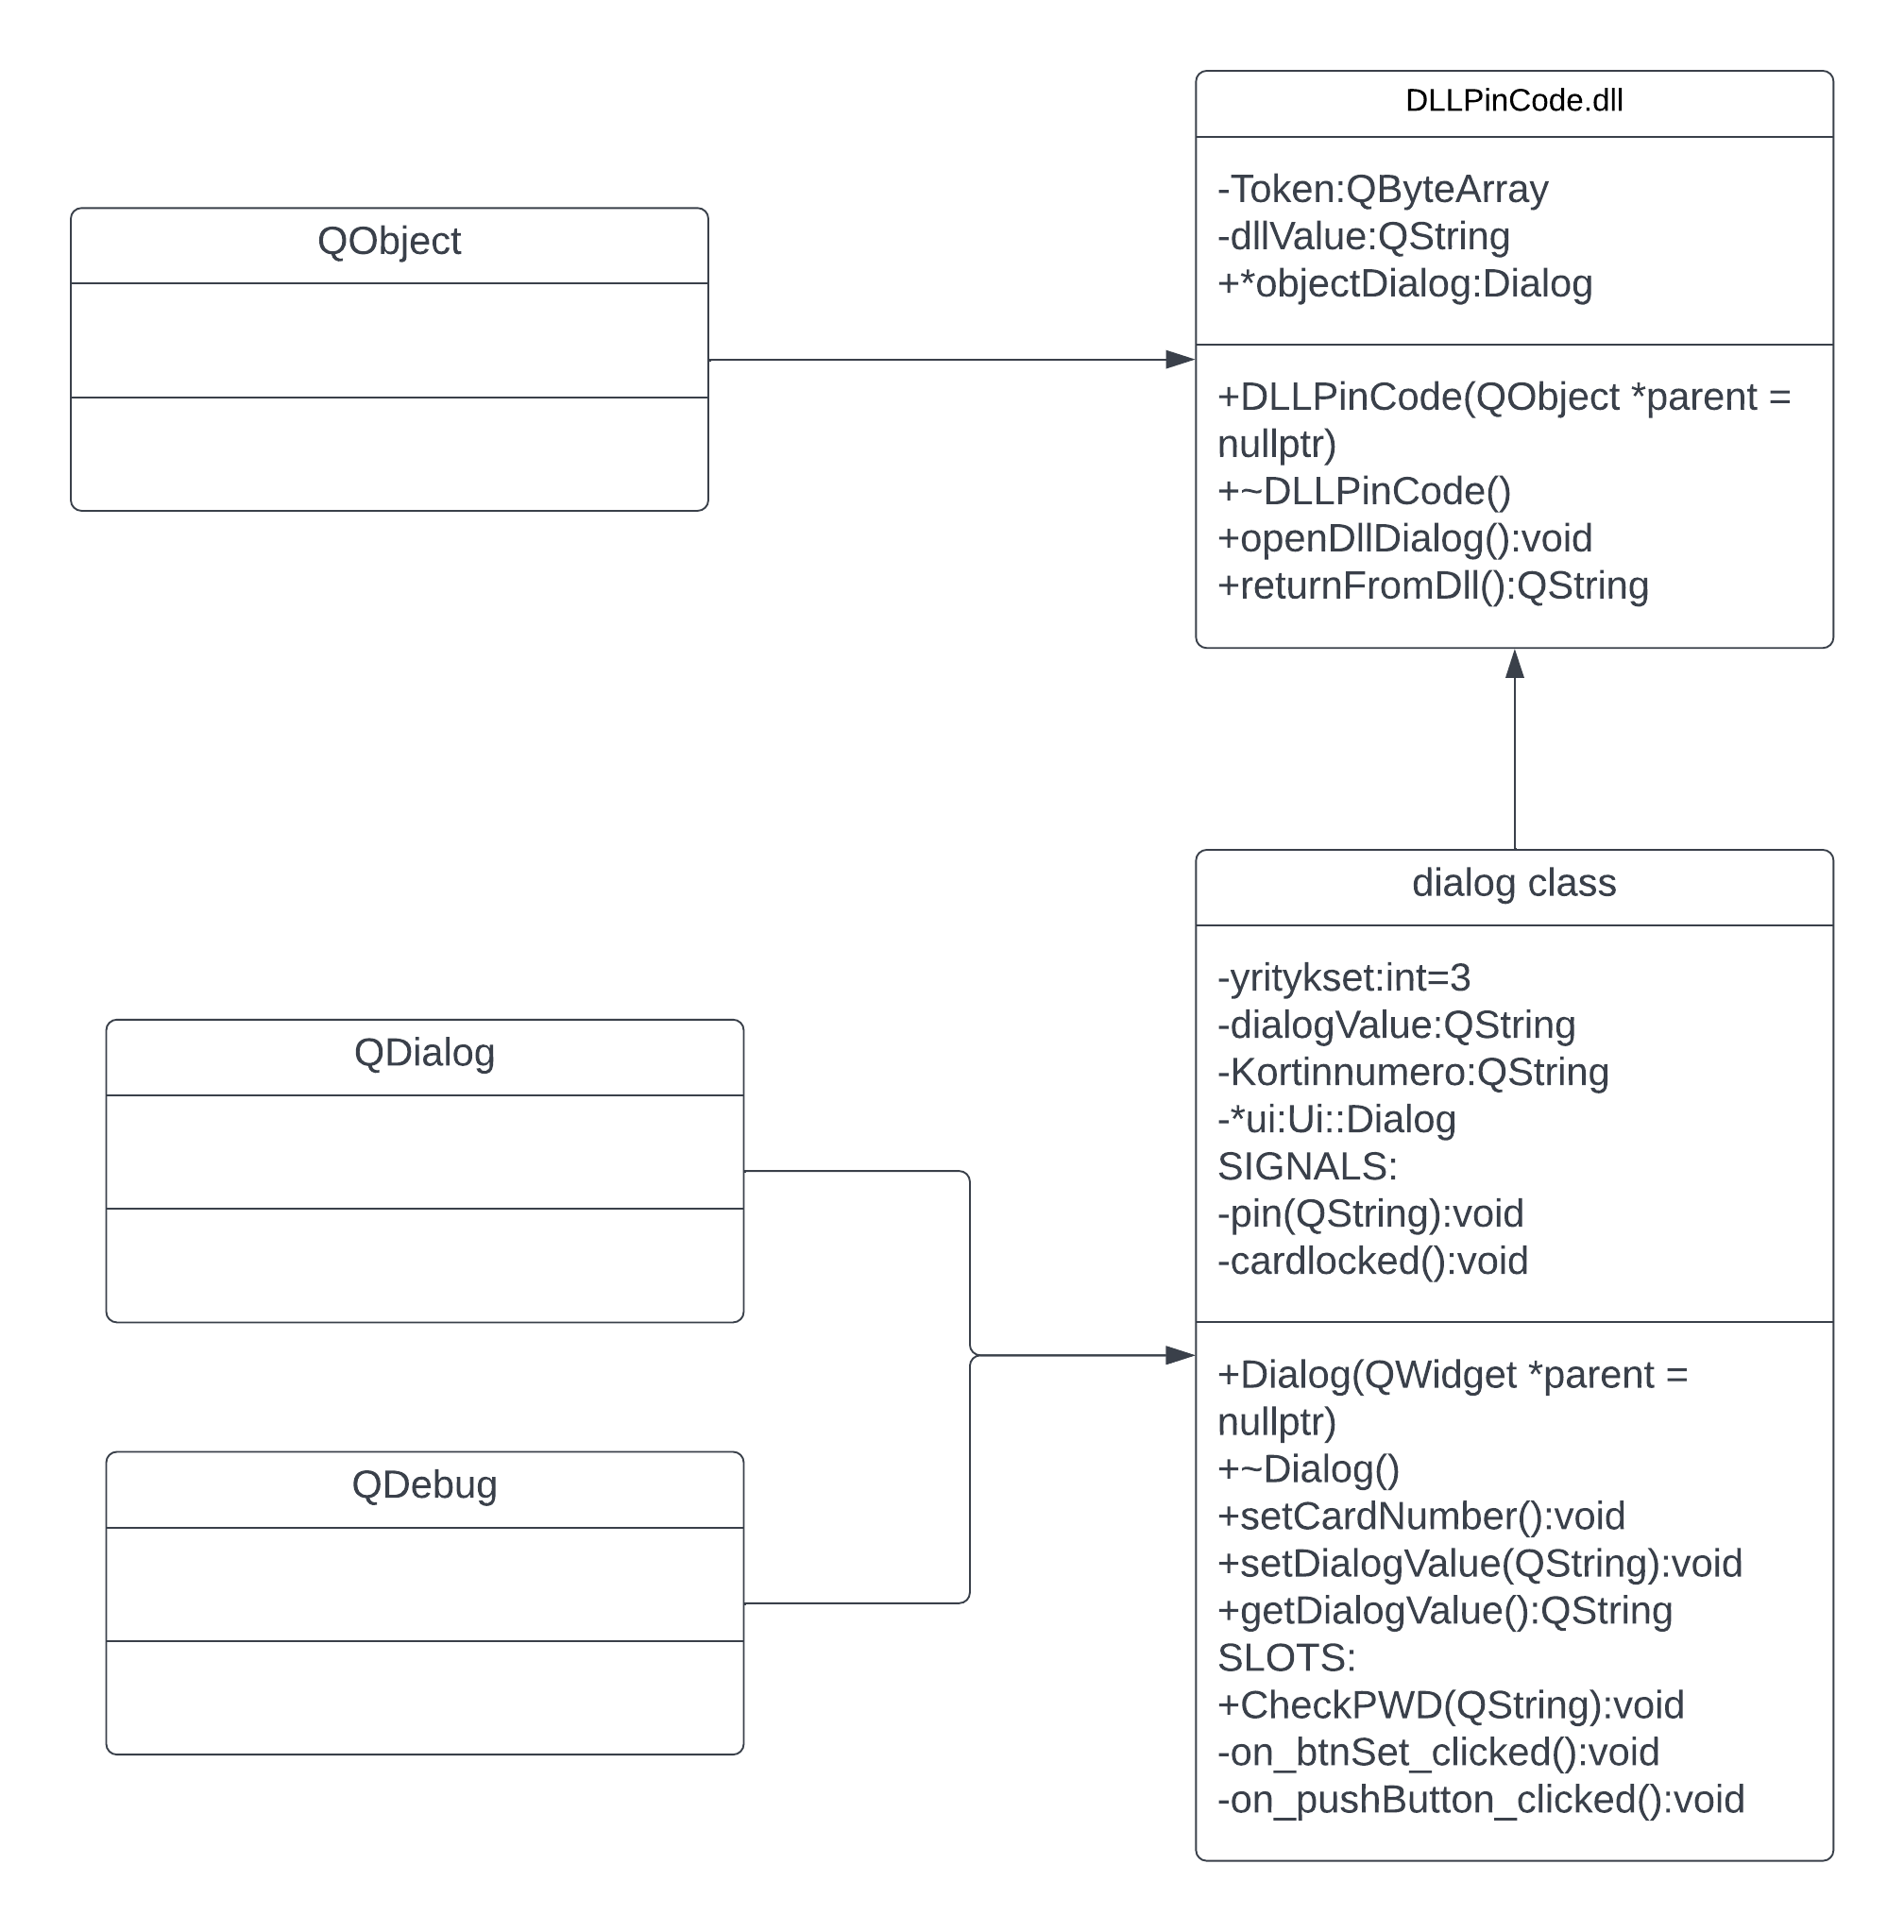 DLLPinCode.dll
-Token:QByteArray
-dllValue:QString
+*objectDialog:Dialog
+DLLPinCode(QObject *parent =
nullptr)
+~DLLPinCode()
+openDllDialog():void
+returnFromDll():QString
QObject
dialog class
-yritykset:int=3
-dialogValue:QString
-Kortinnumero:QString
-*ui:Ui::Dialog
SIGNALS:
-pin(QString):void
-cardlocked():void
+Dialog(QWidget *parent =
nullptr)
+~Dialog()
+setCardNumber():void
+setDialogValue(QString):void
+getDialogValue():QString
SLOTS:
+CheckPWD(QString):void
-on_btnSet_clicked():void
-on_pushButton_clicked():void
QDialog
QDebug